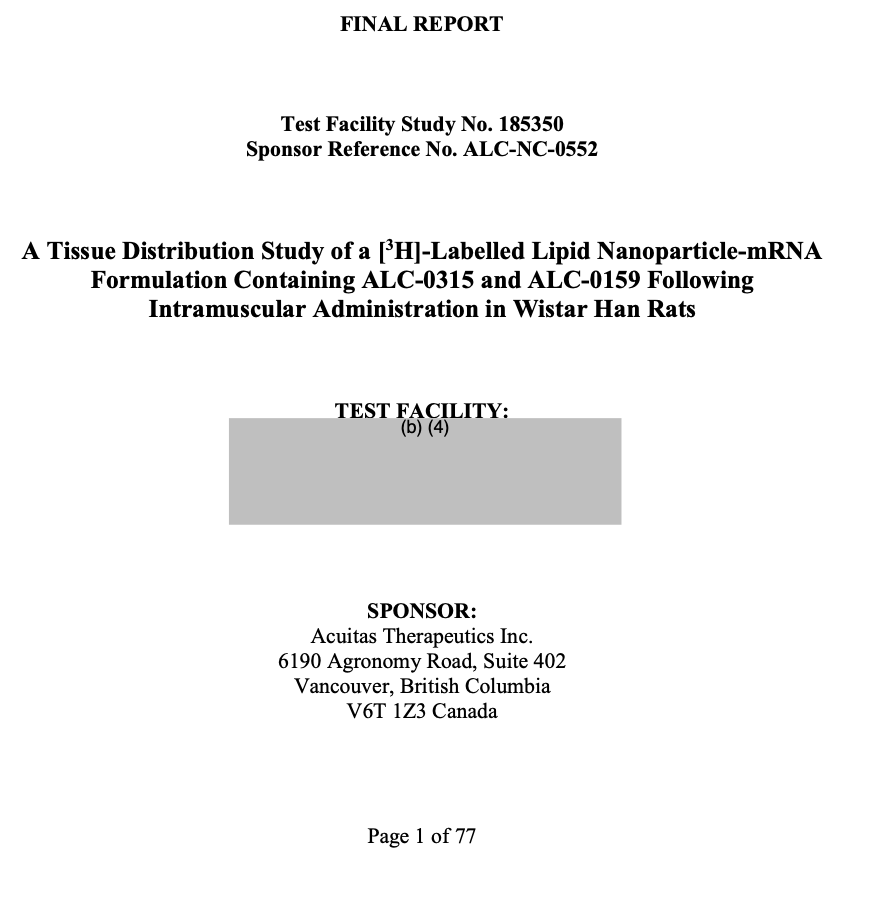 FINAL REPORT
Test Facility Study No. 185350
Sponsor Reference No. ALC-NC-0552
A Tissue Distribution Study of a [³H]-Labelled Lipid Nanoparticle-mRNA
Formulation Containing ALC-0315 and ALC-0159 Following
Intramuscular Administration in Wistar Han Rats
TEST FACILITY:
(b) (4)
SPONSOR:
Acuitas Therapeutics Inc.
6190 Agronomy Road, Suite 402
Vancouver, British Columbia
V6T 1Z3 Canada
Page 1 of 77